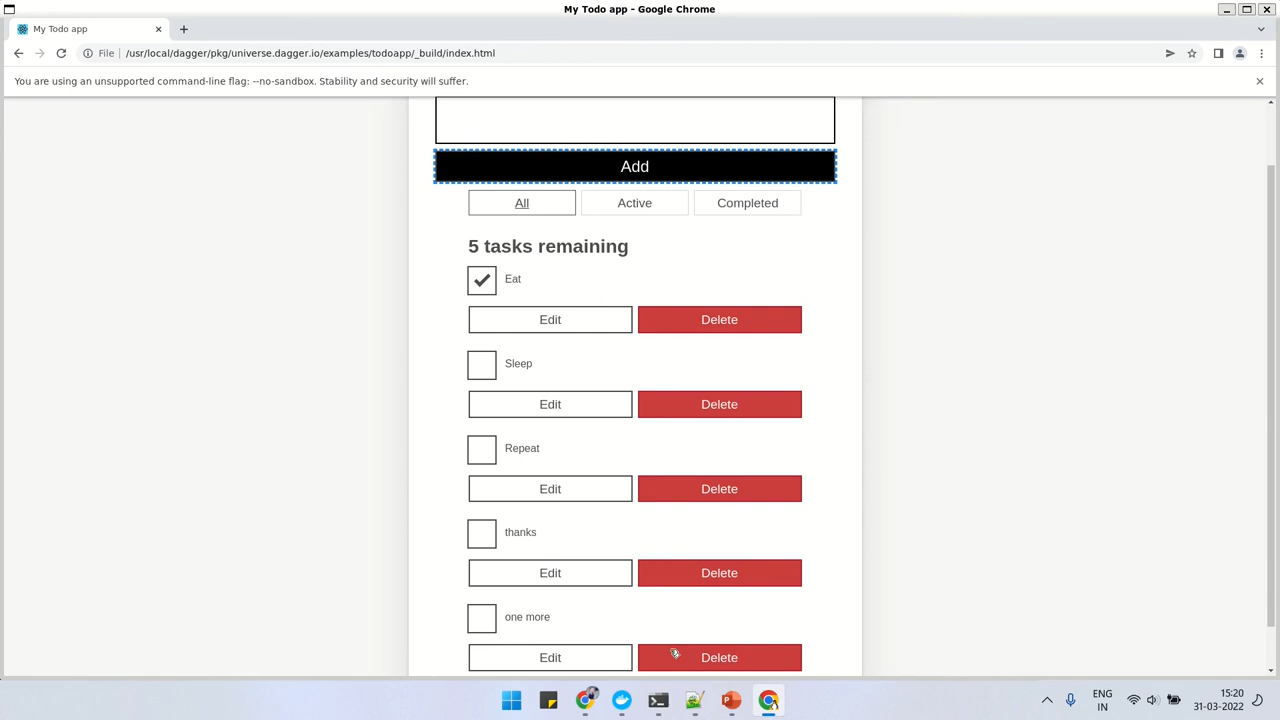 My Todo app - Google Chrome
My Todo app
File /usr/local/dagger/pkg/universe.dagger.io/examples/todoapp/_build/index.html
You are using an unsupported command-line flag: --no-sandbox. Stability and security will suffer.
Add
All Active Completed
5 tasks remaining
Eat
Edit Delete
Sleep
Edit Delete
Repeat
Edit Delete
thanks
Edit Delete
one more
Edit Delete
ENG 15:20
IN 31-03-2022